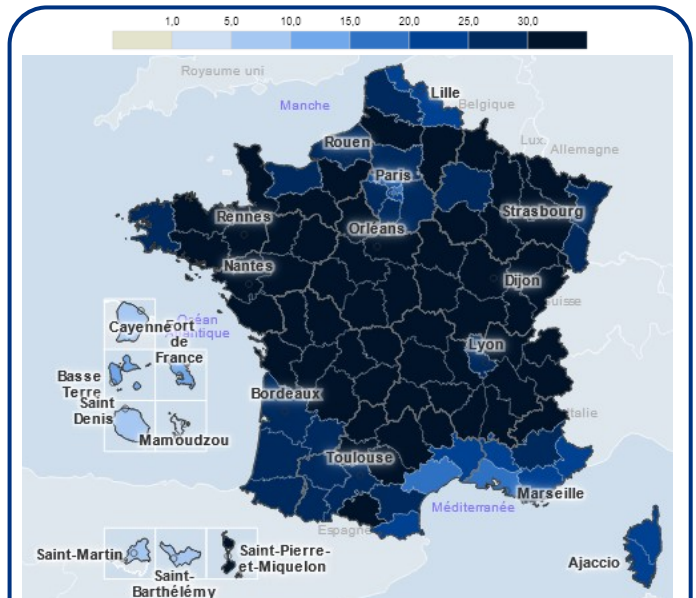 1,0 5,0 10,0 15,0 20,0 25,0 30,0
Royaume uni
Lille
Manche
Belgique
Rouen
Lux.
Allemagne
Paris
Rennes
Strasbourg
Orléans
Nantes
Dijon
Suisse
Océan
Atlantique
Cayenne
Fort
de
France
Lyon
Basse
Terre
Bordeaux
Saint
Denis
Italie
Mamoudzou
Toulouse
Marseille
Méditerranée
Espagne
Saint-Martin
Saint-Pierre-
et-Miquelon
Ajaccio
Saint-
Barthélémy